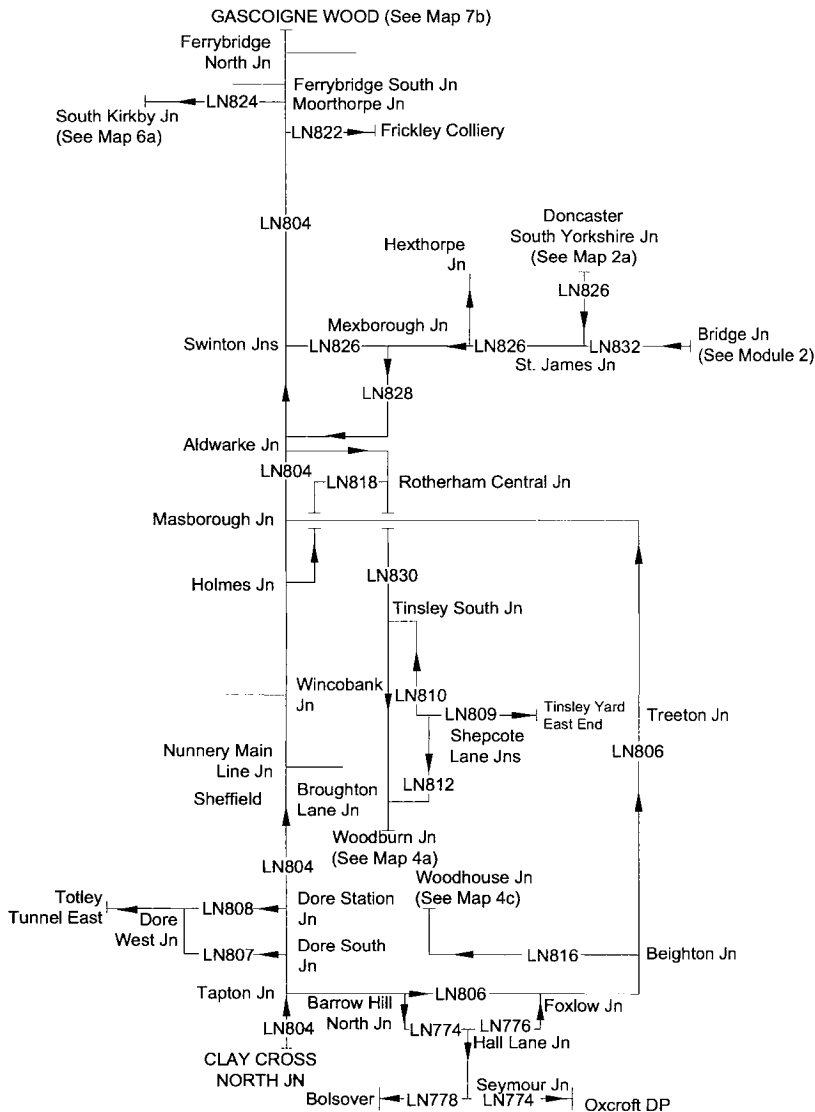 GASCOIGNE WOOD (See Map 7b)
Ferrybridge
North Jn
Ferrybridge South Jn
LN824
Moorthorpe Jn
South Kirkby Jn
(See Map 6a)
LN822
Frickley Colliery
LN804
Doncaster
South Yorkshire Jn
(See Map 2a)
Hexthorpe
Jn
LN826
Mexborough Jn
Swinton Jns
LN826
LN826
LN832
Bridge Jn
(See Module 2)
St. James Jn
LN828
Aldwarke Jn
LN804
LN818
Rotherham Central Jn
Masborough Jn
Holmes Jn
LN830
Tinsley South Jn
Wincobank
Jn
LN810
LN809
Tinsley Yard
East End
Treeton Jn
Shepcote
Lane Jns
Nunnery Main
Line Jn
LN806
Sheffield
Broughton
Lane Jn
LN812
Woodburn Jn
(See Map 4a)
LN804
Woodhouse Jn
(See Map 4c)
Totley
Tunnel East
LN808
Dore Station
Jn
Dore
West Jn
LN807
Dore South
Jn
LN816
Beighton Jn
Tapton Jn
Barrow Hill
North Jn
LN806
Foxlow Jn
LN804
LN774
LN776
Hall Lane Jn
CLAY CROSS
NORTH JN
Seymour Jn
Bolsover
LN778
LN774
Oxcroft DP